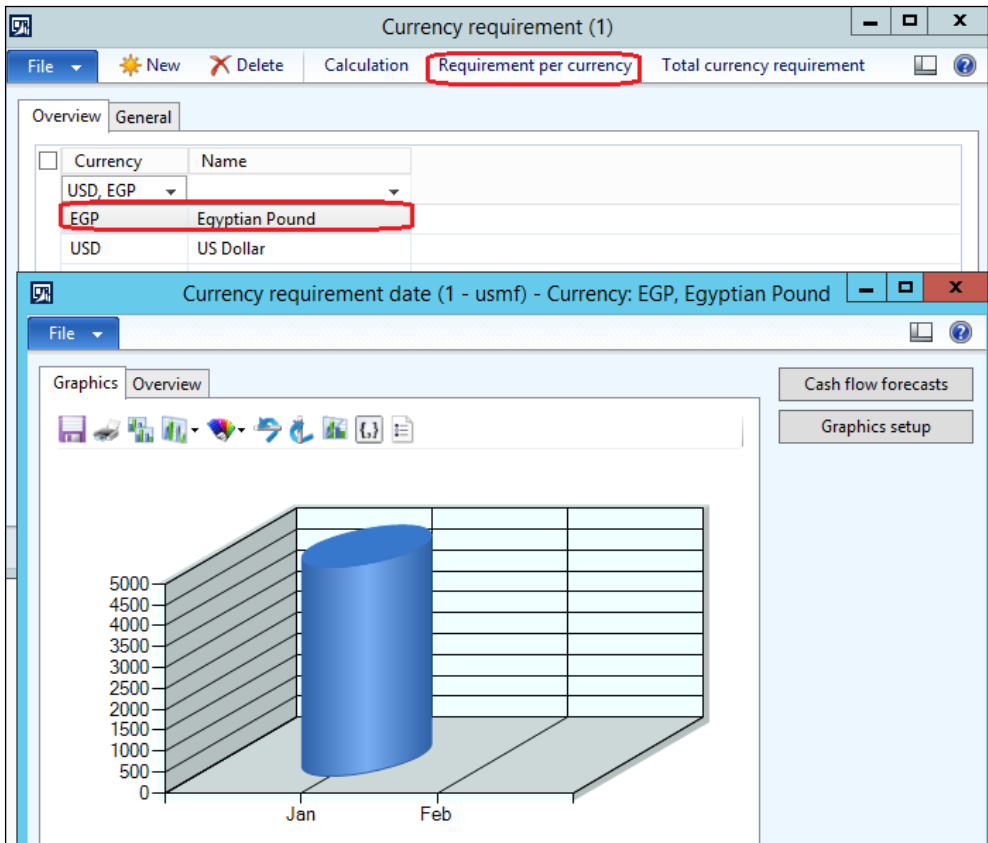 Currency requirement (1)
File New Delete Calculation Requirement per currency Total currency requirement
Overview General
Currency Name
USD, EGP
EGP Egyptian Pound
USD US Dollar
Currency requirement date (1 - usmf) - Currency: EGP, Egyptian Pound
File
Graphics Overview
Cash flow forecasts
Graphics setup
5000
4500
4000
3500
3000
2500
2000
1500
1000
500
0
Jan Feb